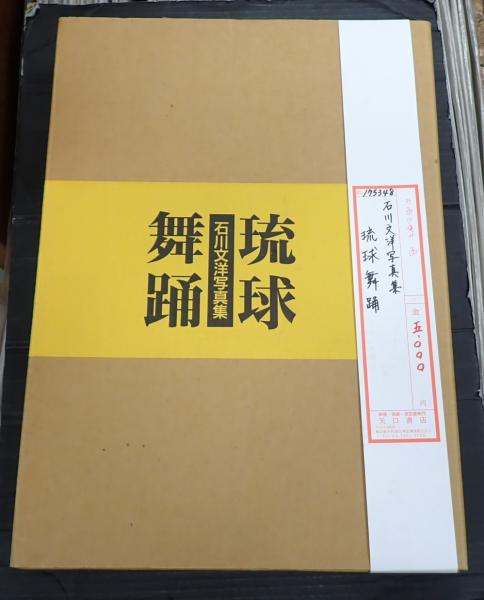 琉球
石川文洋写真集
舞踊
175348
石川文洋写真集
琉球舞踊
金 五.000 円
矢口書店